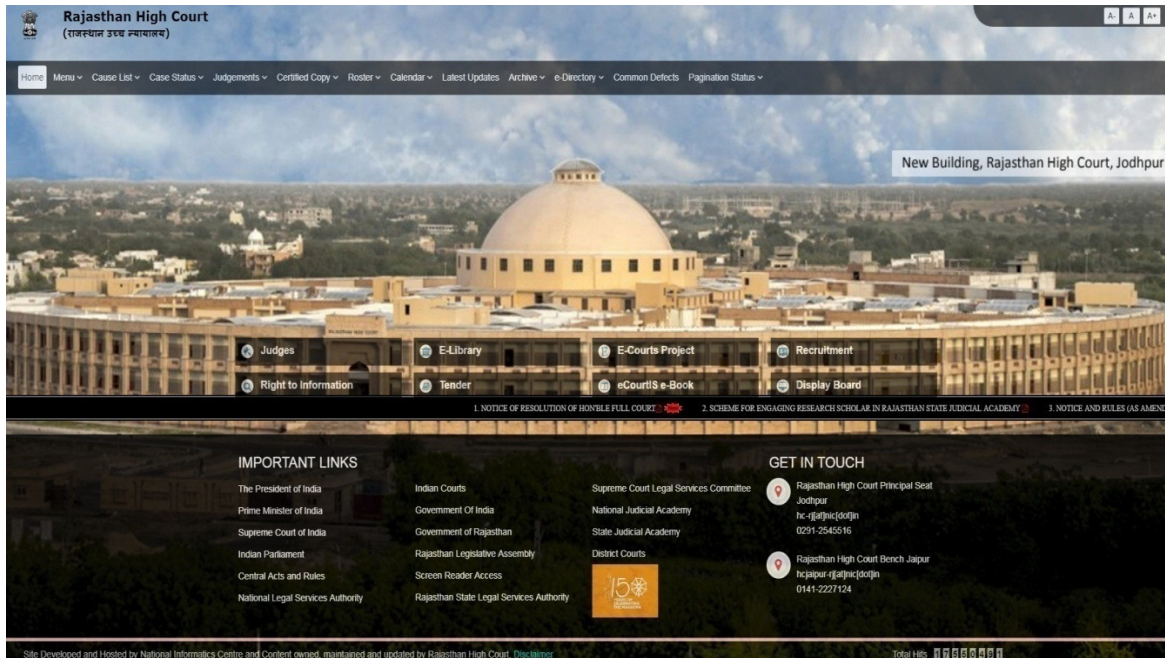 Rajasthan High Court
(राजस्थान उच्च न्यायालय)
A- A A+
Home Menu Cause List Case Status Judgements Certified Copy Roster Calendar Latest Updates Archive e-Directory Common Defects Pagination Status
New Building, Rajasthan High Court, Jodhpur
RAJASTHAN HIGH COURT
Judges E-Library E-Courts Project Recruitment
Right to Information Tender eCourtIS e-Book Display Board
1. NOTICE OF RESOLUTION OF HON'BLE FULL COURT 2. SCHEME FOR ENGAGING RESEARCH SCHOLAR IN RAJASTHAN STATE JUDICIAL ACADEMY 3. NOTICE AND RULES (AS AMEND
IMPORTANT LINKS
The President of India
Prime Minister of India
Supreme Court of India
Indian Parliament
Central Acts and Rules
National Legal Services Authority
Indian Courts
Government Of India
Government of Rajasthan
Rajasthan Legislative Assembly
Screen Reader Access
Rajasthan State Legal Services Authority
Supreme Court Legal Services Committee
National Judicial Academy
State Judicial Academy
District Courts
150
GET IN TOUCH
Rajasthan High Court Principal Seat
Jodhpur
hc-rj[at]nic[dot]in
0291-2545516
Rajasthan High Court Bench Jaipur
hcjaipur-rj[at]nic[dot]in
0141-2227124
Site Developed and Hosted by National Informatics Centre and Content owned, maintained and updated by Rajasthan High Court. Disclaimer
Total Hits 17550491